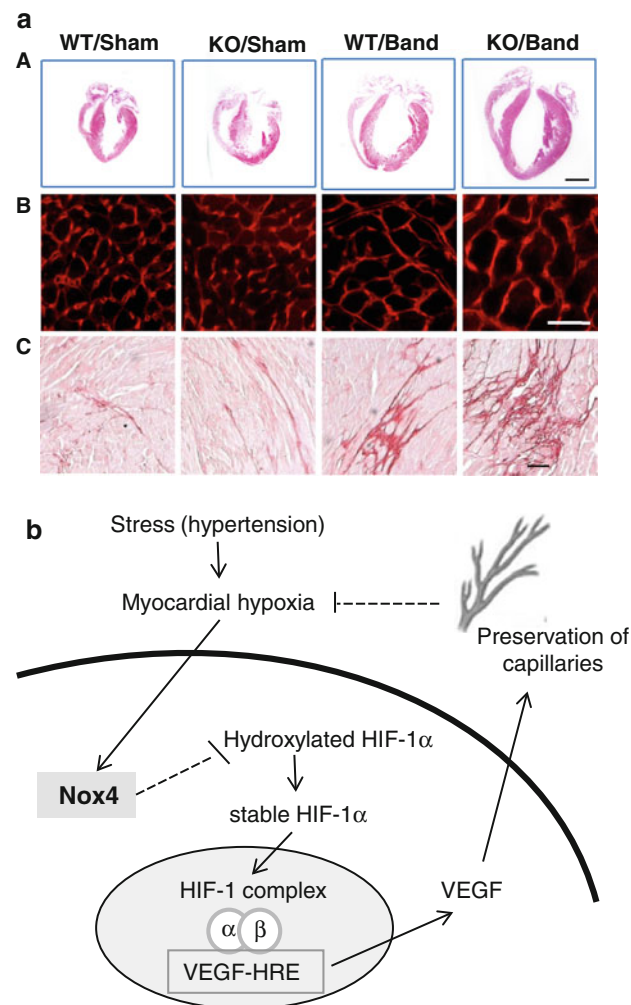 a
WT/Sham KO/Sham WT/Band KO/Band
A
B
C
b
Stress (hypertension)
Myocardial hypoxia
Preservation of
capillaries
Hydroxylated HIF-1α
Nox4
stable HIF-1α
HIF-1 complex
VEGF
α β
VEGF-HRE